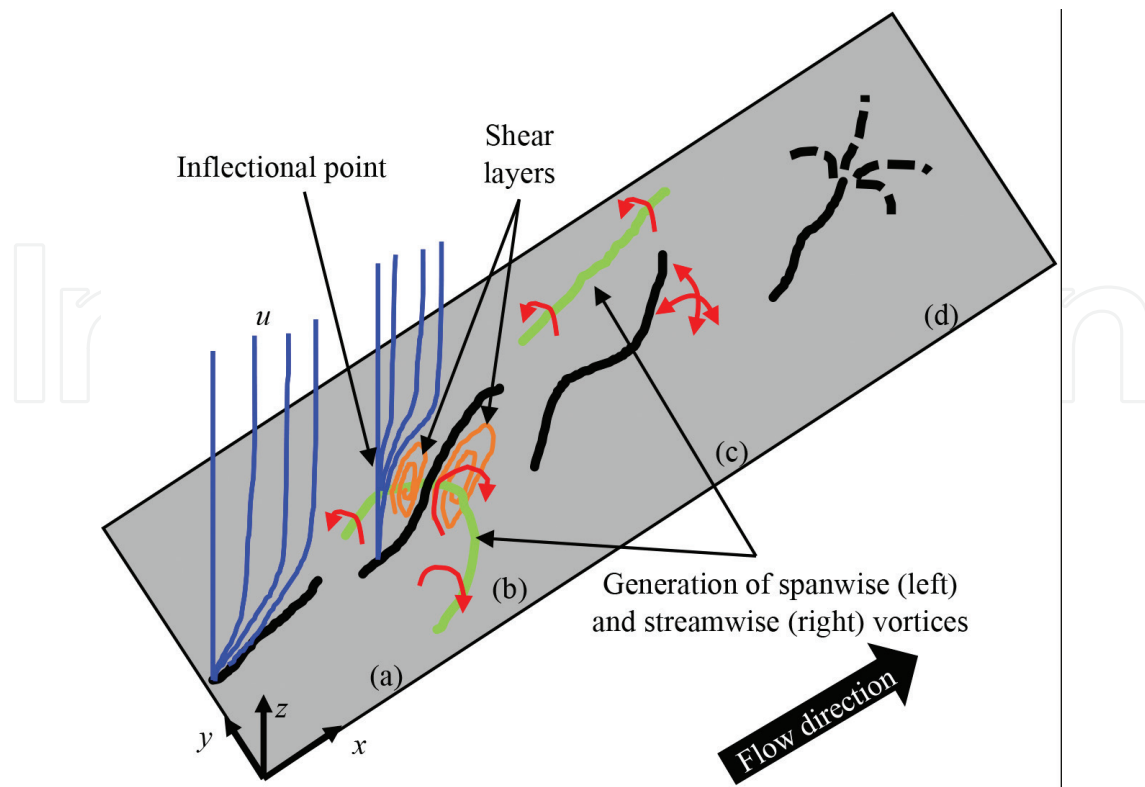 Shear
layers
Inflectional point
u
(d)
(c)
(b)
Generation of spanwise (left)
and streamwise (right) vortices
(a)
z
y
x
Flow direction